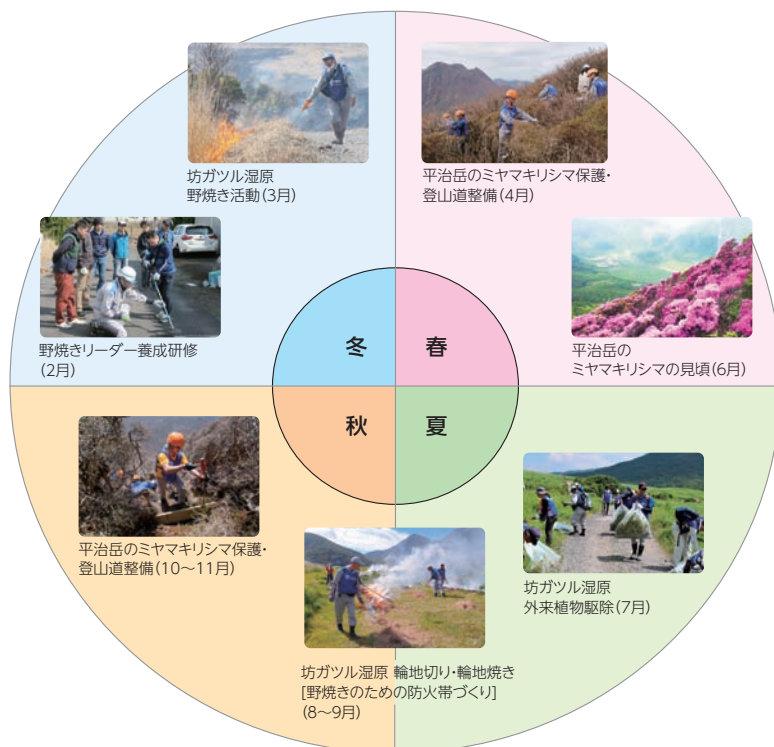 坊ガツル湿原
野焼き活動(3月)
平治岳のミヤマキリシマ保護・
登山道整備(4月)
野焼きリーダー養成研修
(2月)
平治岳の
ミヤマキリシマの見頃(6月)
冬
春
秋
夏
平治岳のミヤマキリシマ保護・
登山道整備(10～11月)
坊ガツル湿原
外来植物駆除(7月)
坊ガツル湿原 輪地切り・輪地焼き
[野焼きのための防火帯づくり]
(8～9月)